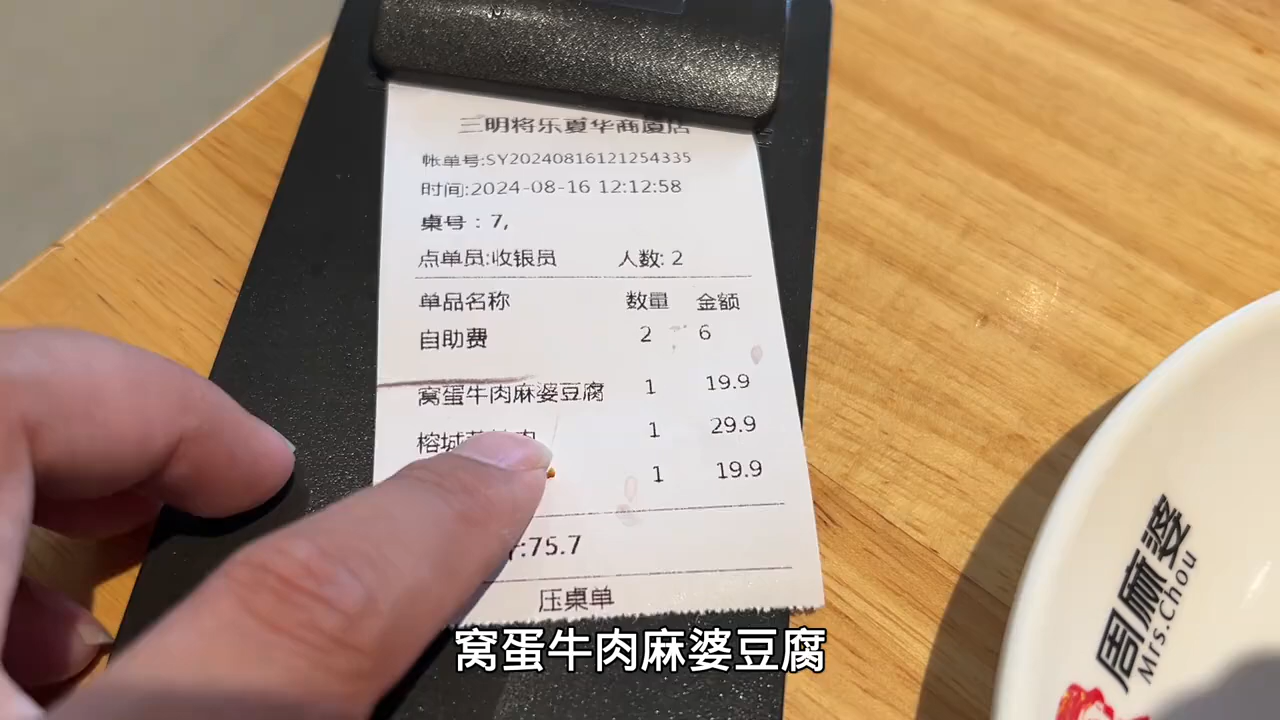 三明将乐夏华商厦店
帐单号:SY20240816121254335
时间:2024-08-16 12:12:58
桌号：7,
点单员:收银员 人数: 2
单品名称 数量 金额
自助费 2 6
窝蛋牛肉麻婆豆腐 1 19.9
榕城 肉 1 29.9
1 19.9
:75.7
压桌单
窝蛋牛肉麻婆豆腐
周麻婆
Mrs.Chou